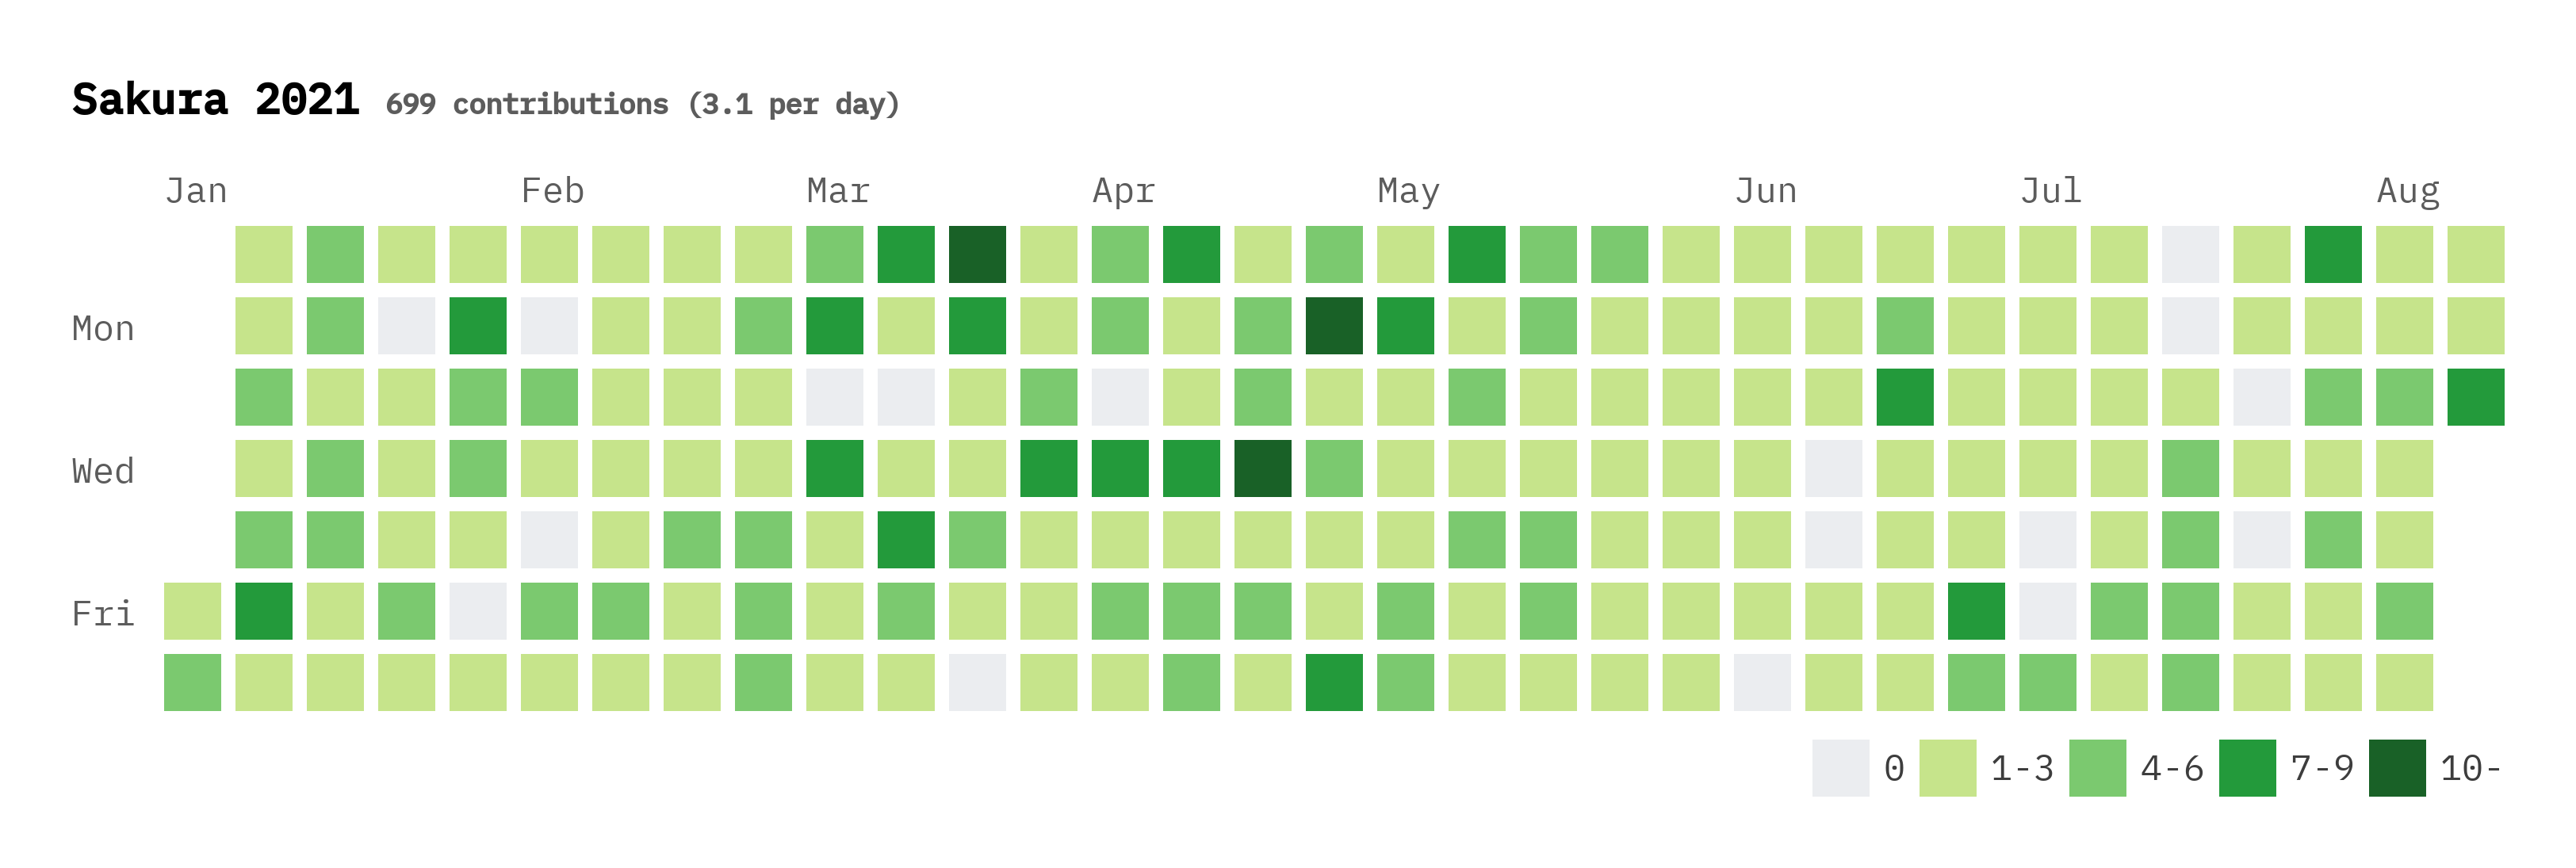 Sakura 2021 699 contributions (3.1 per day)
Jan Feb Mar Apr May Jun Jul Aug
Mon
Wed
Fri
0 1-3 4-6 7-9 10-